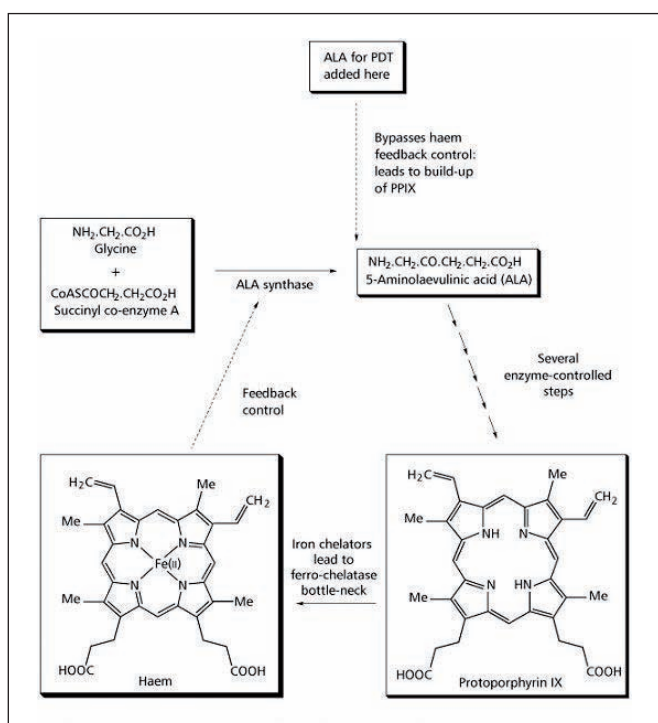 ALA for PDT
added here
Bypasses haem
feedback control:
leads to build-up
of PPIX
NH₂.CH₂.CO₂H
Glycine
+
CoASCOCH₂.CH₂CO₂H
Succinyl co-enzyme A
ALA synthase
NH₂.CH₂.CO.CH₂.CH₂.CO₂H
5-Aminolaevulinic acid (ALA)
Several
enzyme-controlled
steps
Feedback
control
H₂C
Me
CH₂
Me
N
N
Fe(II)
N
N
Me
Me
HOOC
COOH
Haem
Iron chelators
lead to
ferro-chelatase
bottle-neck
H₂C
Me
CH₂
Me
NH
N
N
HN
Me
Me
HOOC
COOH
Protoporphyrin IX